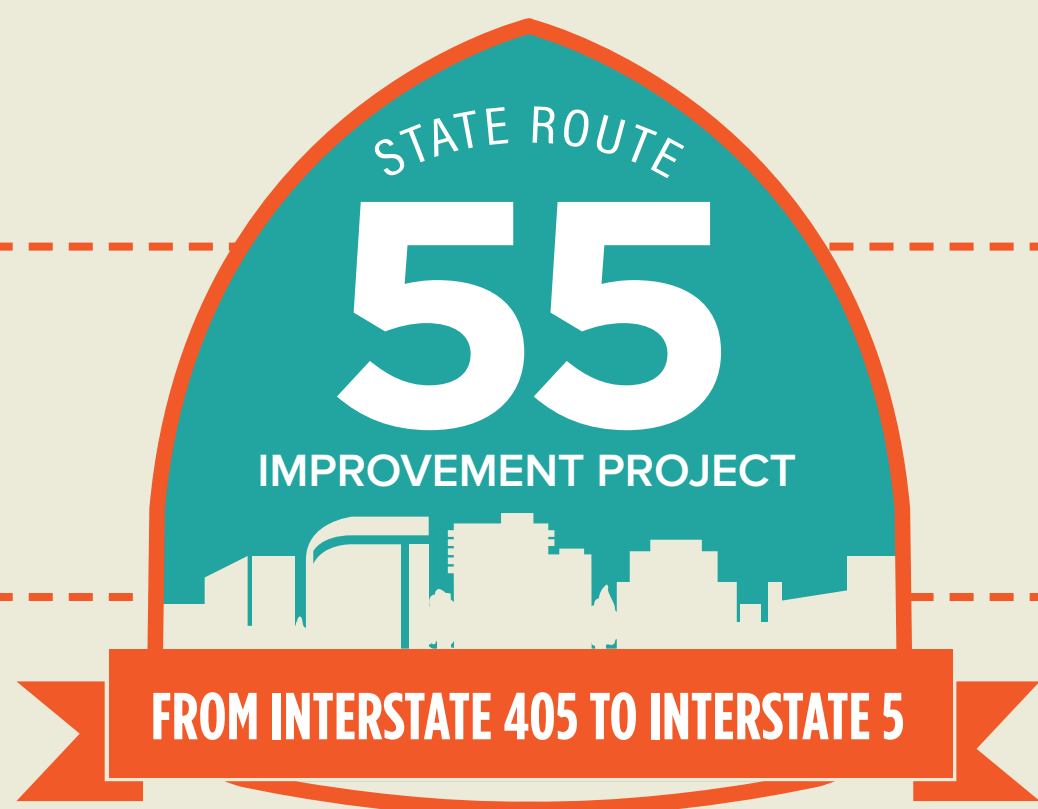 STATE ROUTE
55
IMPROVEMENT PROJECT
FROM INTERSTATE 405 TO INTERSTATE 5